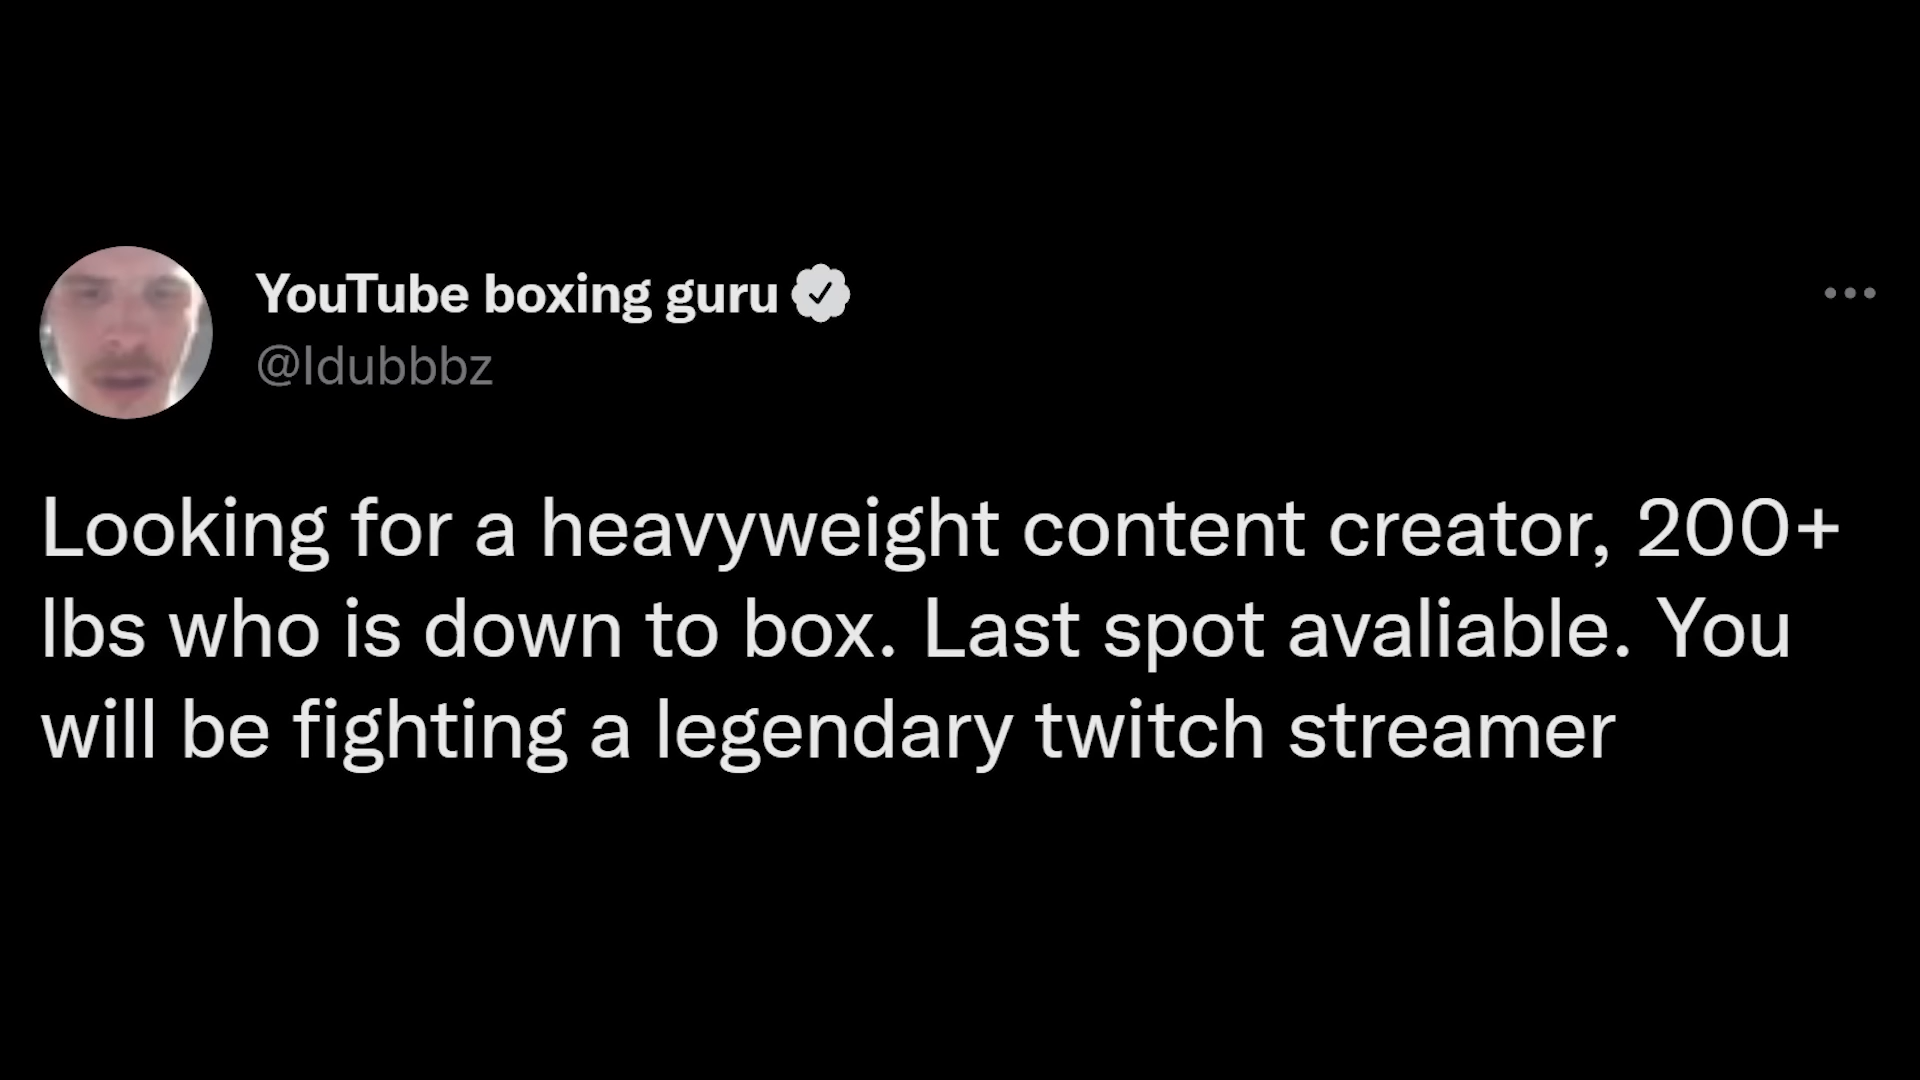 YouTube boxing guru
@Idubbbz
Looking for a heavyweight content creator, 200+
lbs who is down to box. Last spot avaliable. You
will be fighting a legendary twitch streamer